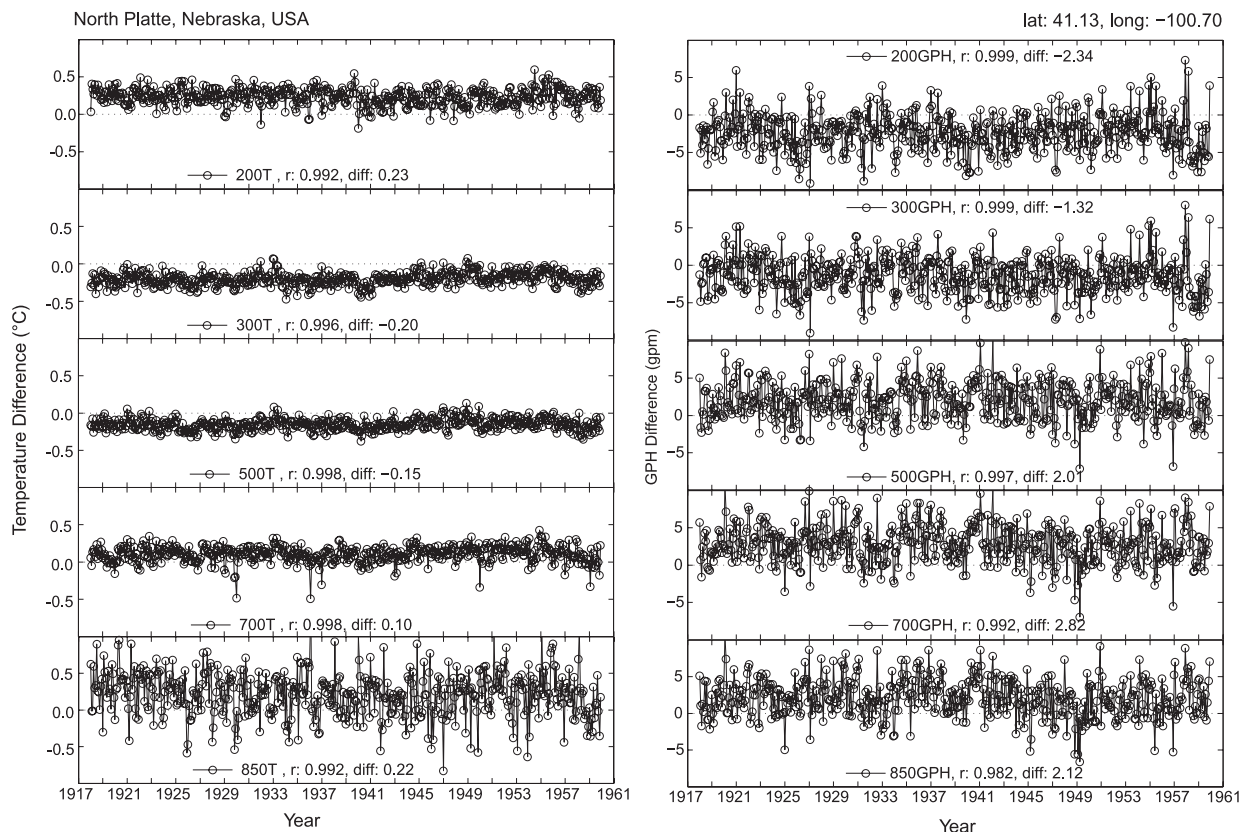 North Platte, Nebraska, USA
lat: 41.13, long: −100.70
Temperature Difference (°C)
0.5
0.0
-0.5
200T , r: 0.992, diff: 0.23
0.5
0.0
-0.5
300T , r: 0.996, diff: −0.20
0.5
0.0
-0.5
500T , r: 0.998, diff: −0.15
0.5
0.0
-0.5
700T , r: 0.998, diff: 0.10
0.5
0.0
-0.5
850T , r: 0.992, diff: 0.22
1917 1921 1925 1929 1933 1937 1941 1945 1949 1953 1957 1961
Year
GPH Difference (gpm)
200GPH, r: 0.999, diff: −2.34
5
0
−5
300GPH, r: 0.999, diff: −1.32
5
0
−5
5
0
−5
500GPH, r: 0.997, diff: 2.01
5
0
−5
700GPH, r: 0.992, diff: 2.82
5
0
−5
850GPH, r: 0.982, diff: 2.12
1917 1921 1925 1929 1933 1937 1941 1945 1949 1953 1957 1961
Year